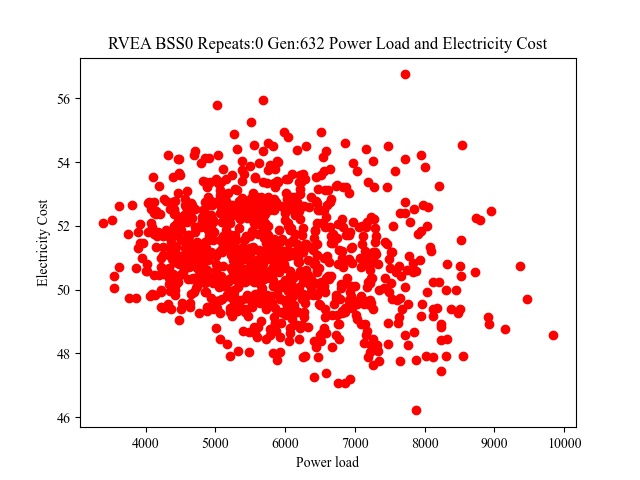 RVEA BSS0 Repeats:0 Gen:632 Power Load and Electricity Cost
56
54
52
50
48
46
Electricity Cost
4000 5000 6000 7000 8000 9000 10000
Power load